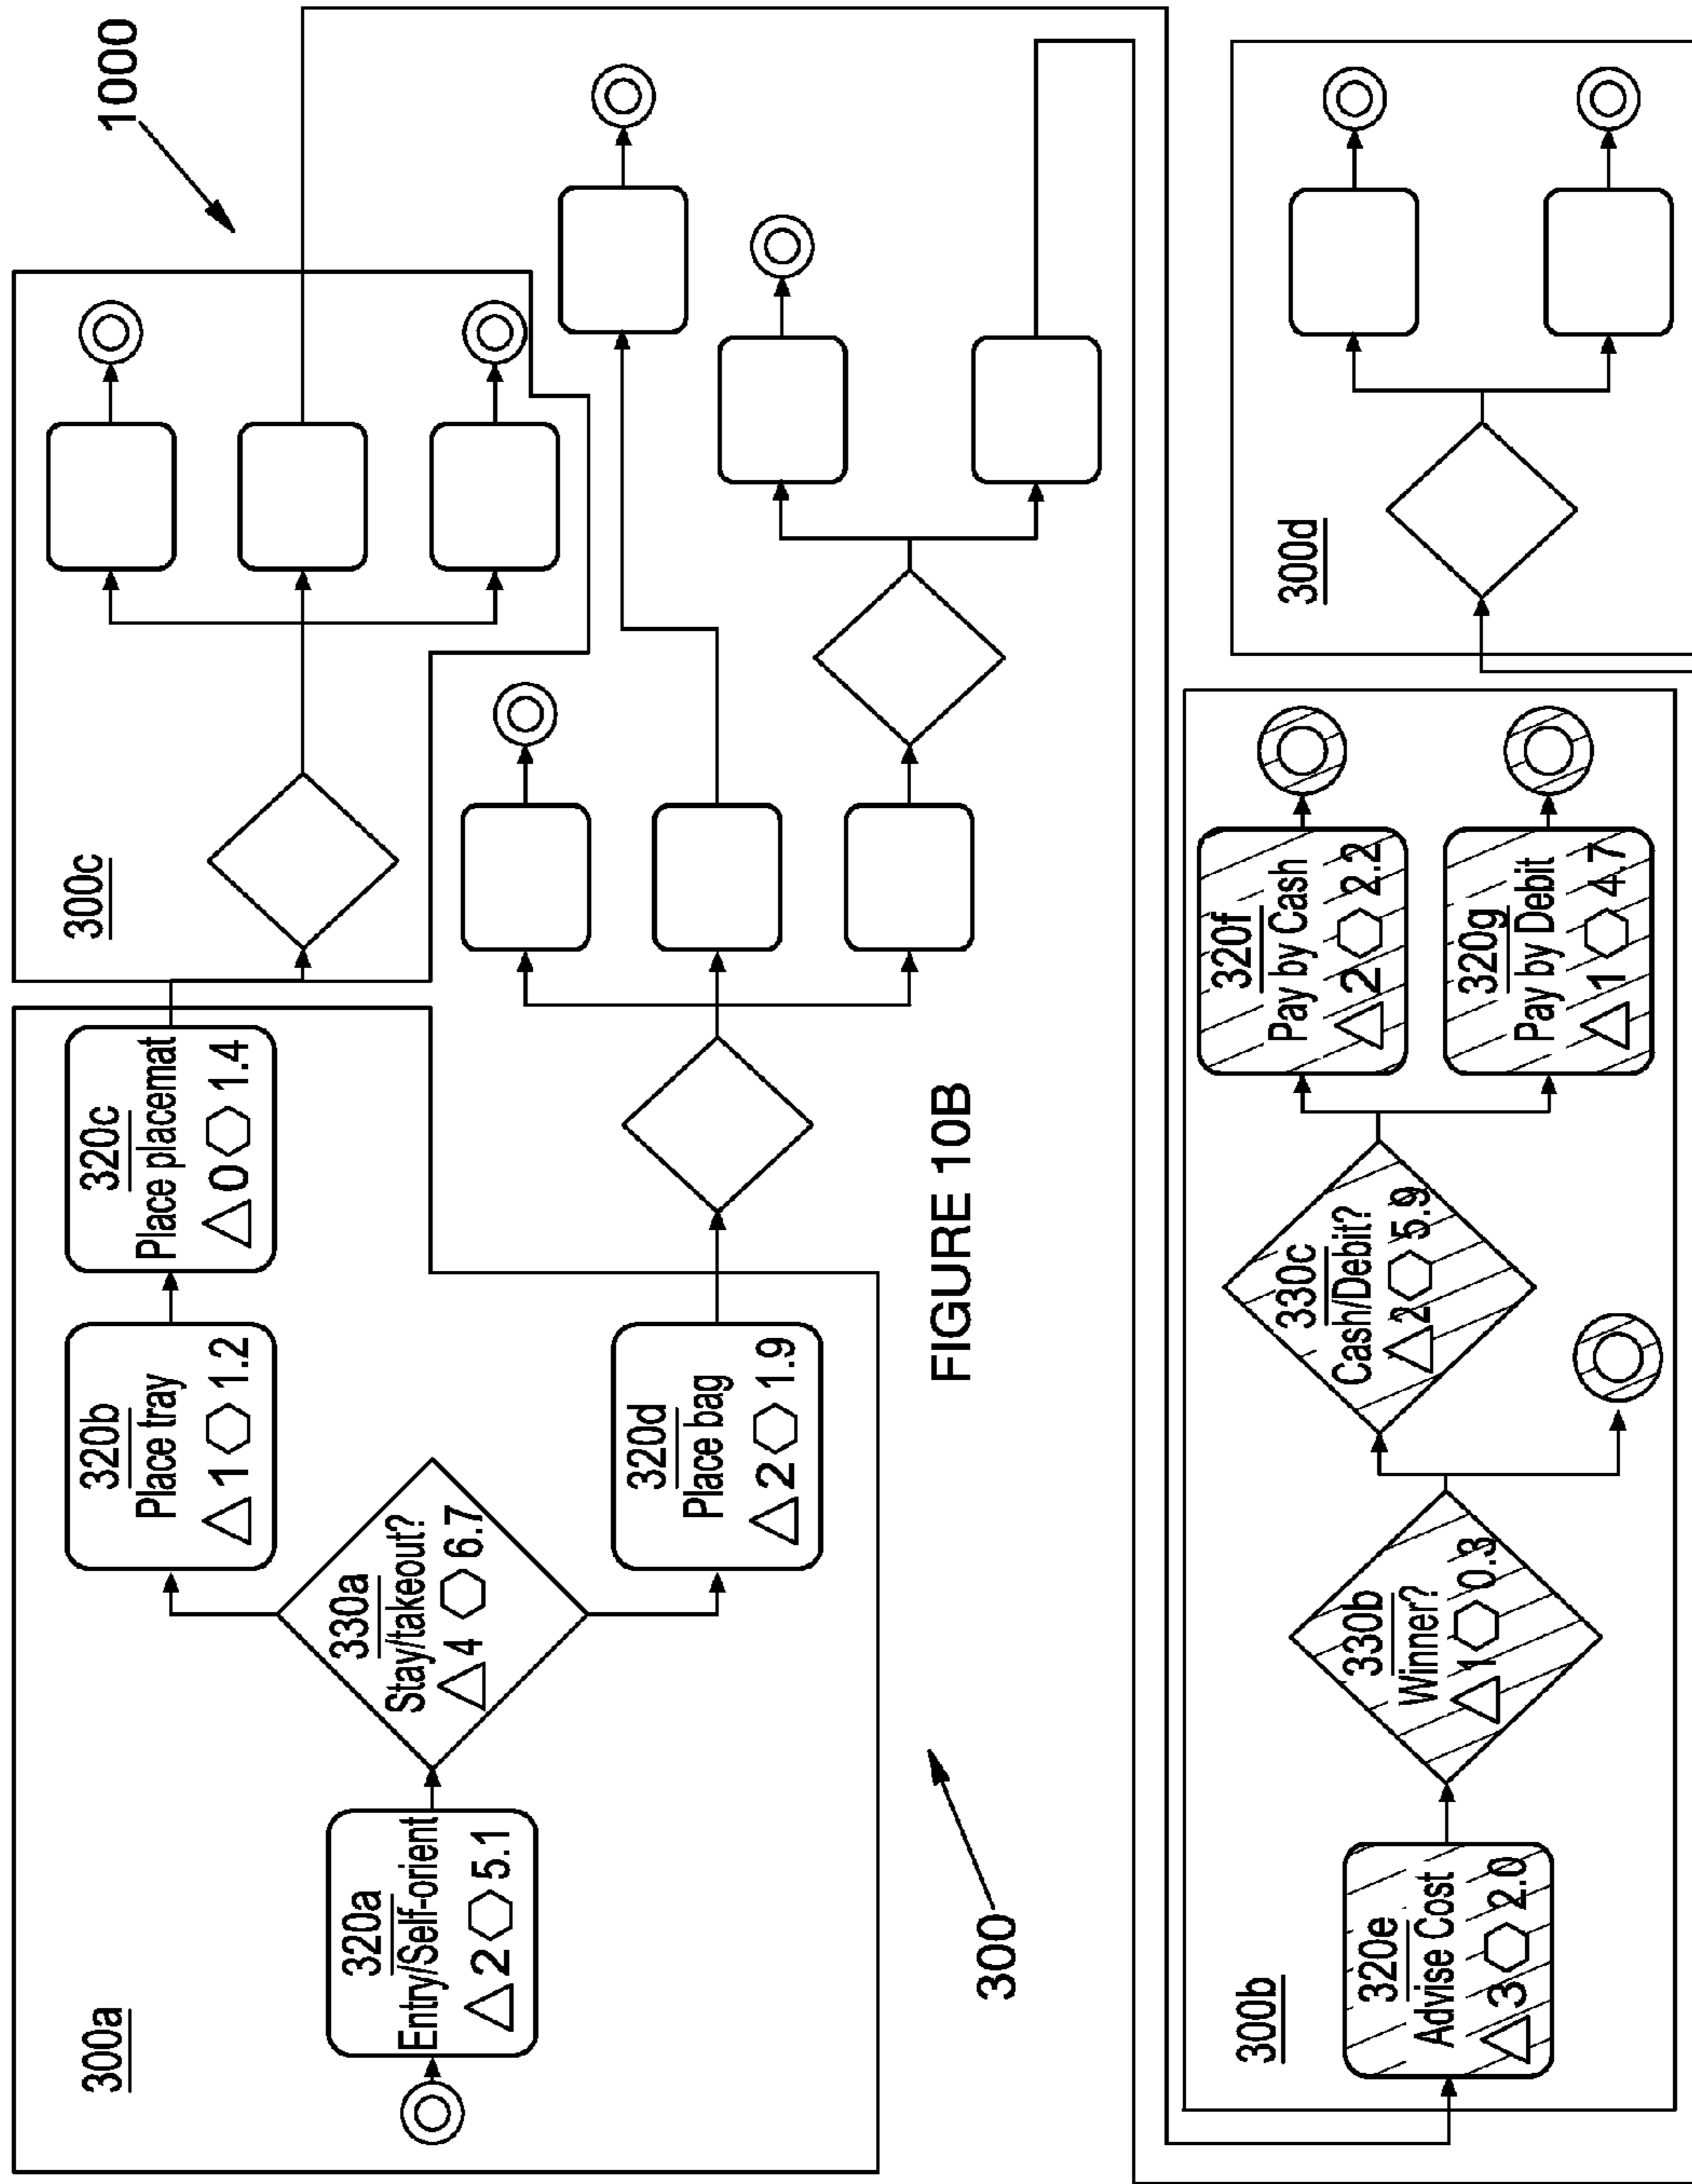 1000
300a
320a
Entry/Self-orient
2 5.1
330a
Stay/takeout?
4 6.7
320b
Place tray
1 1.2
320c
Place placemat
0 1.4
320d
Place bag
2 1.9
300c
300
FIGURE 10B
300b
320e
Advise Cost
3 2.0
330b
Winner?
1 0.3
330c
Cash/Debit?
2 5.9
320f
Pay by Cash
2 2.2
320g
Pay by Debit
1 4.7
300d